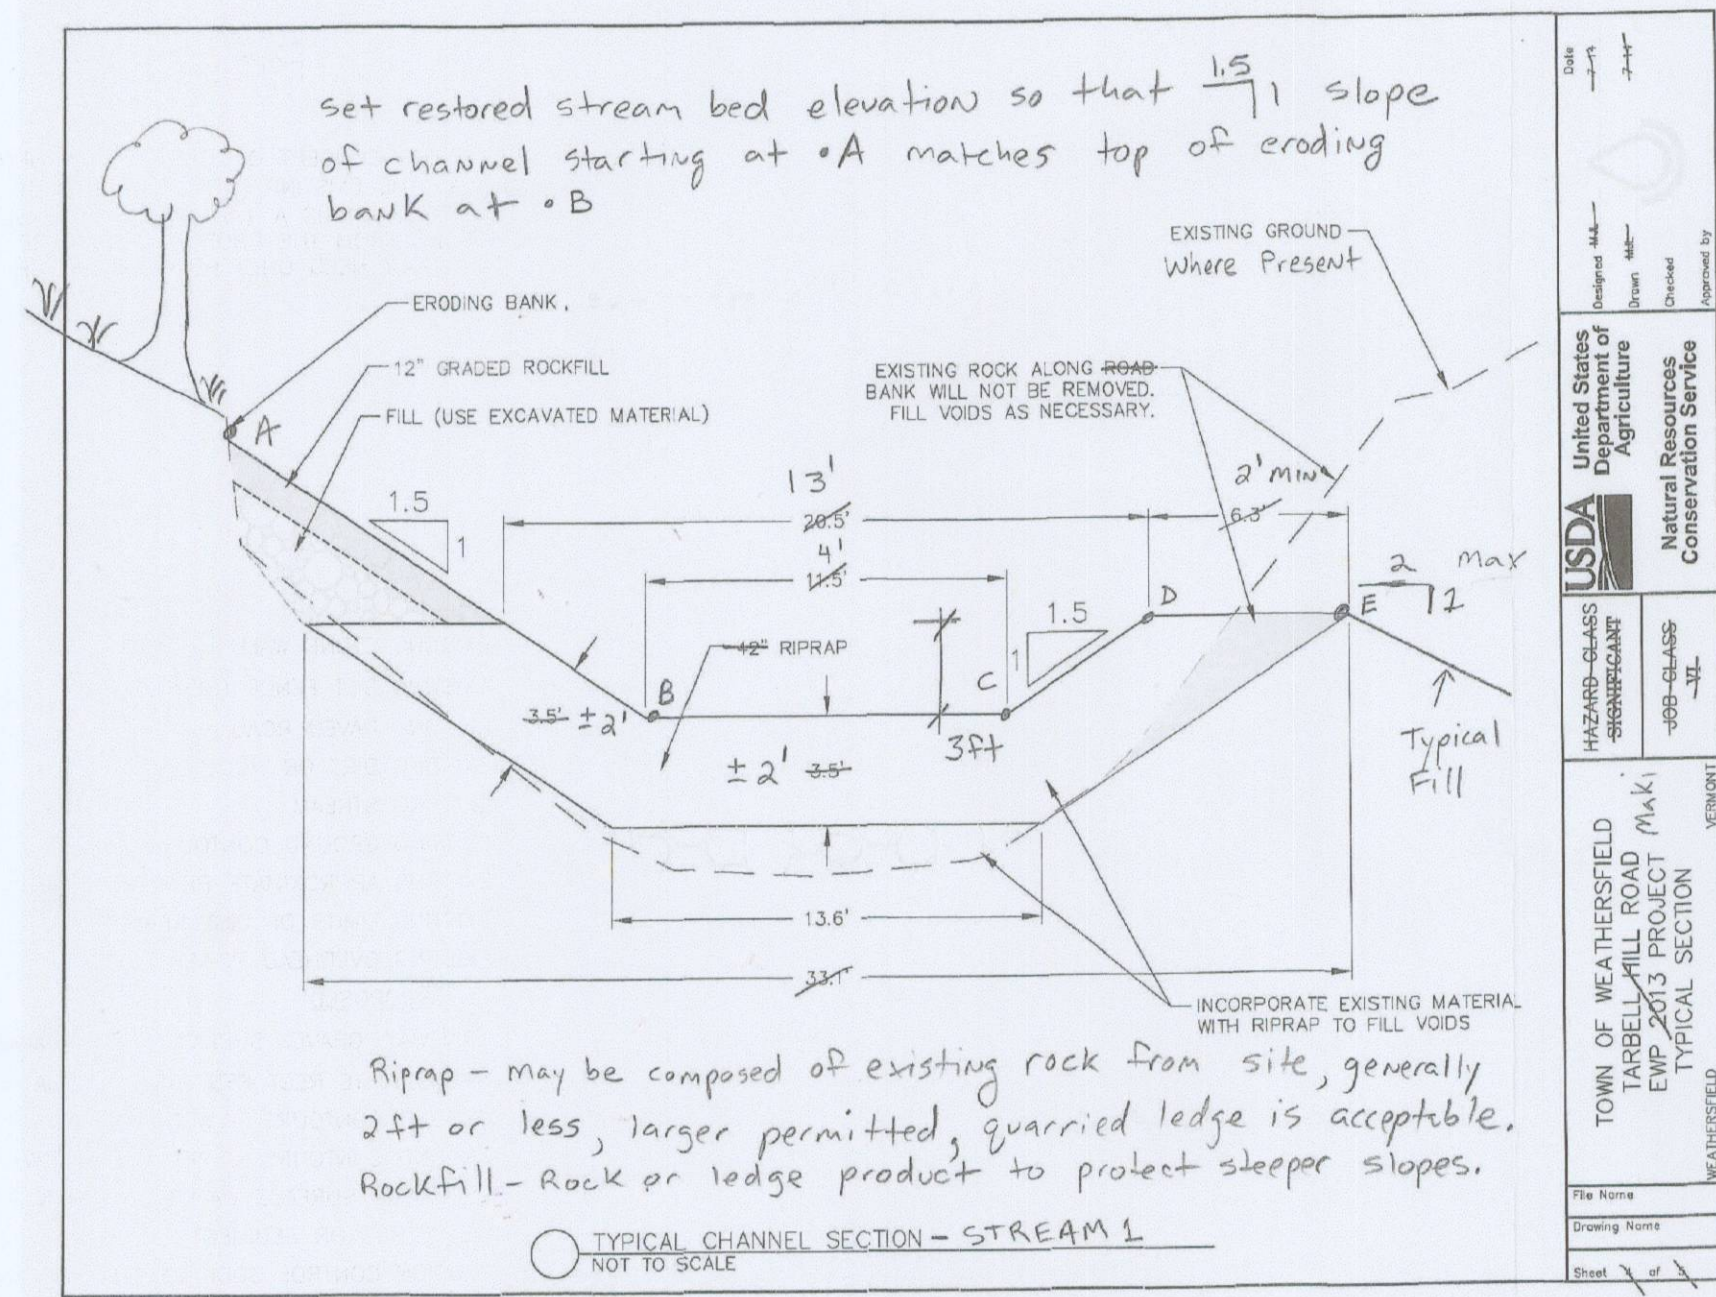 set restored stream bed elevation so that 1.5 1 slope
of channel starting at •A matches top of eroding
bank at •B
EXISTING GROUND
Where Present
ERODING BANK.
12" GRADED ROCKFILL
FILL (USE EXCAVATED MATERIAL)
EXISTING ROCK ALONG ROAD
BANK WILL NOT BE REMOVED.
FILL VOIDS AS NECESSARY.
A
1.5
1
13'
20.5'
4'
11.5'
2' MIN
6.3'
2 Max
1
E
D
1.5
1
C
B
12" RIPRAP
3.5' ±2'
±2' 3.5'
3ft
Typical
Fill
13.6'
33.1'
INCORPORATE EXISTING MATERIAL
WITH RIPRAP TO FILL VOIDS
Riprap - may be composed of existing rock from site, generally
2ft or less, larger permitted, quarried ledge is acceptable.
Rockfill - Rock or ledge product to protect steeper slopes.
TYPICAL CHANNEL SECTION - STREAM 1
NOT TO SCALE
Date
Designed
Drawn
Checked
Approved by
USDA
United States
Department of
Agriculture
Natural Resources
Conservation Service
HAZARD CLASS
SIGNIFICANT
JOB CLASS
VI
TOWN OF WEATHERSFIELD
TARBELL HILL ROAD
EWP 2013 PROJECT Maki
TYPICAL SECTION
WEATHERSFIELD
VERMONT
File Name
Drawing Name
Sheet 4 of 5